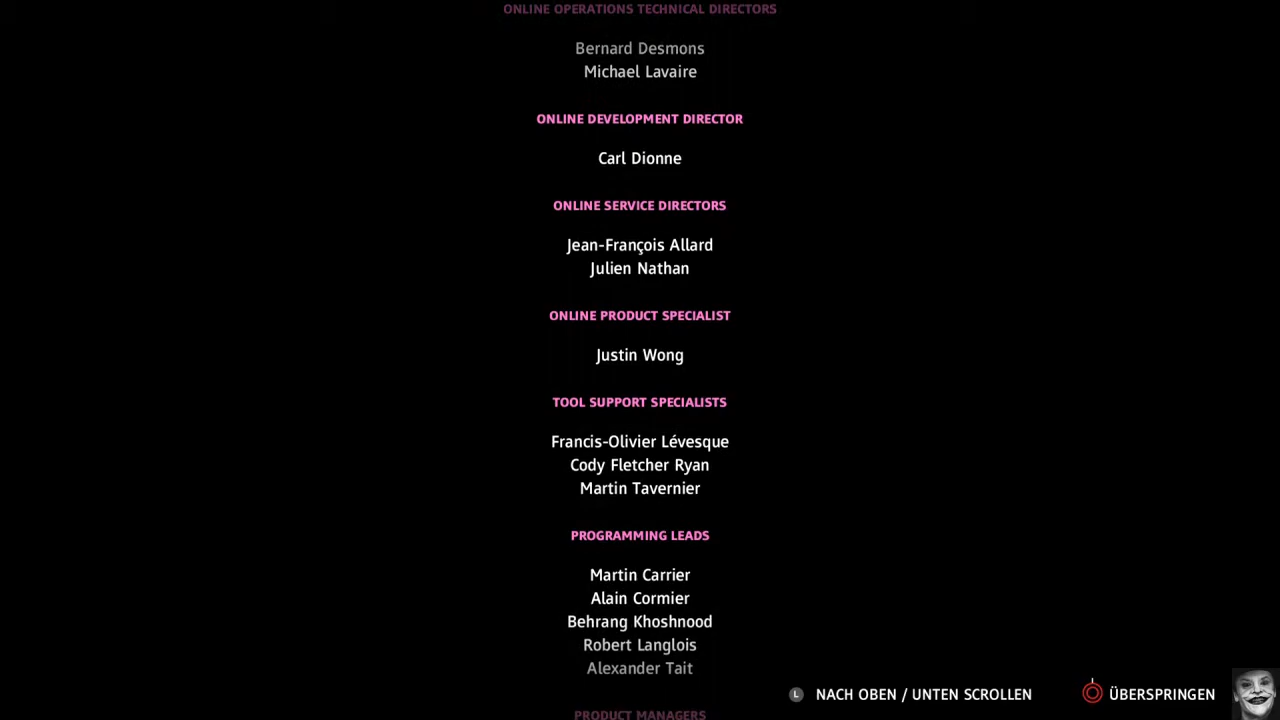 ONLINE OPERATIONS TECHNICAL DIRECTORS
Bernard Desmons
Michael Lavaire
ONLINE DEVELOPMENT DIRECTOR
Carl Dionne
ONLINE SERVICE DIRECTORS
Jean-François Allard
Julien Nathan
ONLINE PRODUCT SPECIALIST
Justin Wong
TOOL SUPPORT SPECIALISTS
Francis-Olivier Lévesque
Cody Fletcher Ryan
Martin Tavernier
PROGRAMMING LEADS
Martin Carrier
Alain Cormier
Behrang Khoshnood
Robert Langlois
Alexander Tait
L NACH OBEN / UNTEN SCROLLEN ÜBERSPRINGEN
PRODUCT MANAGERS